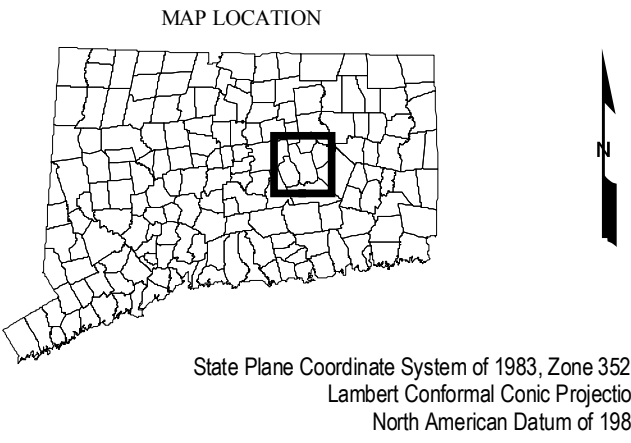 MAP LOCATION
N
State Plane Coordinate System of 1983, Zone 352
Lambert Conformal Conic Projectio
North American Datum of 198